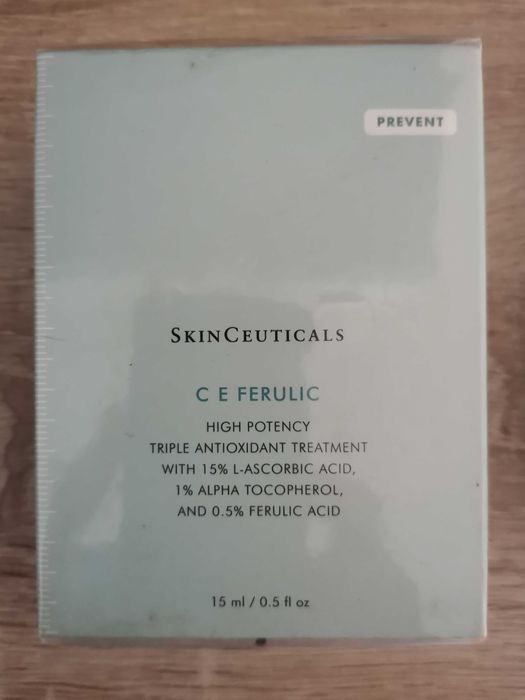 PREVENT
SKINCEUTICALS
C E FERULIC
HIGH POTENCY
TRIPLE ANTIOXIDANT TREATMENT
WITH 15% L-ASCORBIC ACID,
1% ALPHA TOCOPHEROL,
AND 0.5% FERULIC ACID
15 ml / 0.5 fl oz